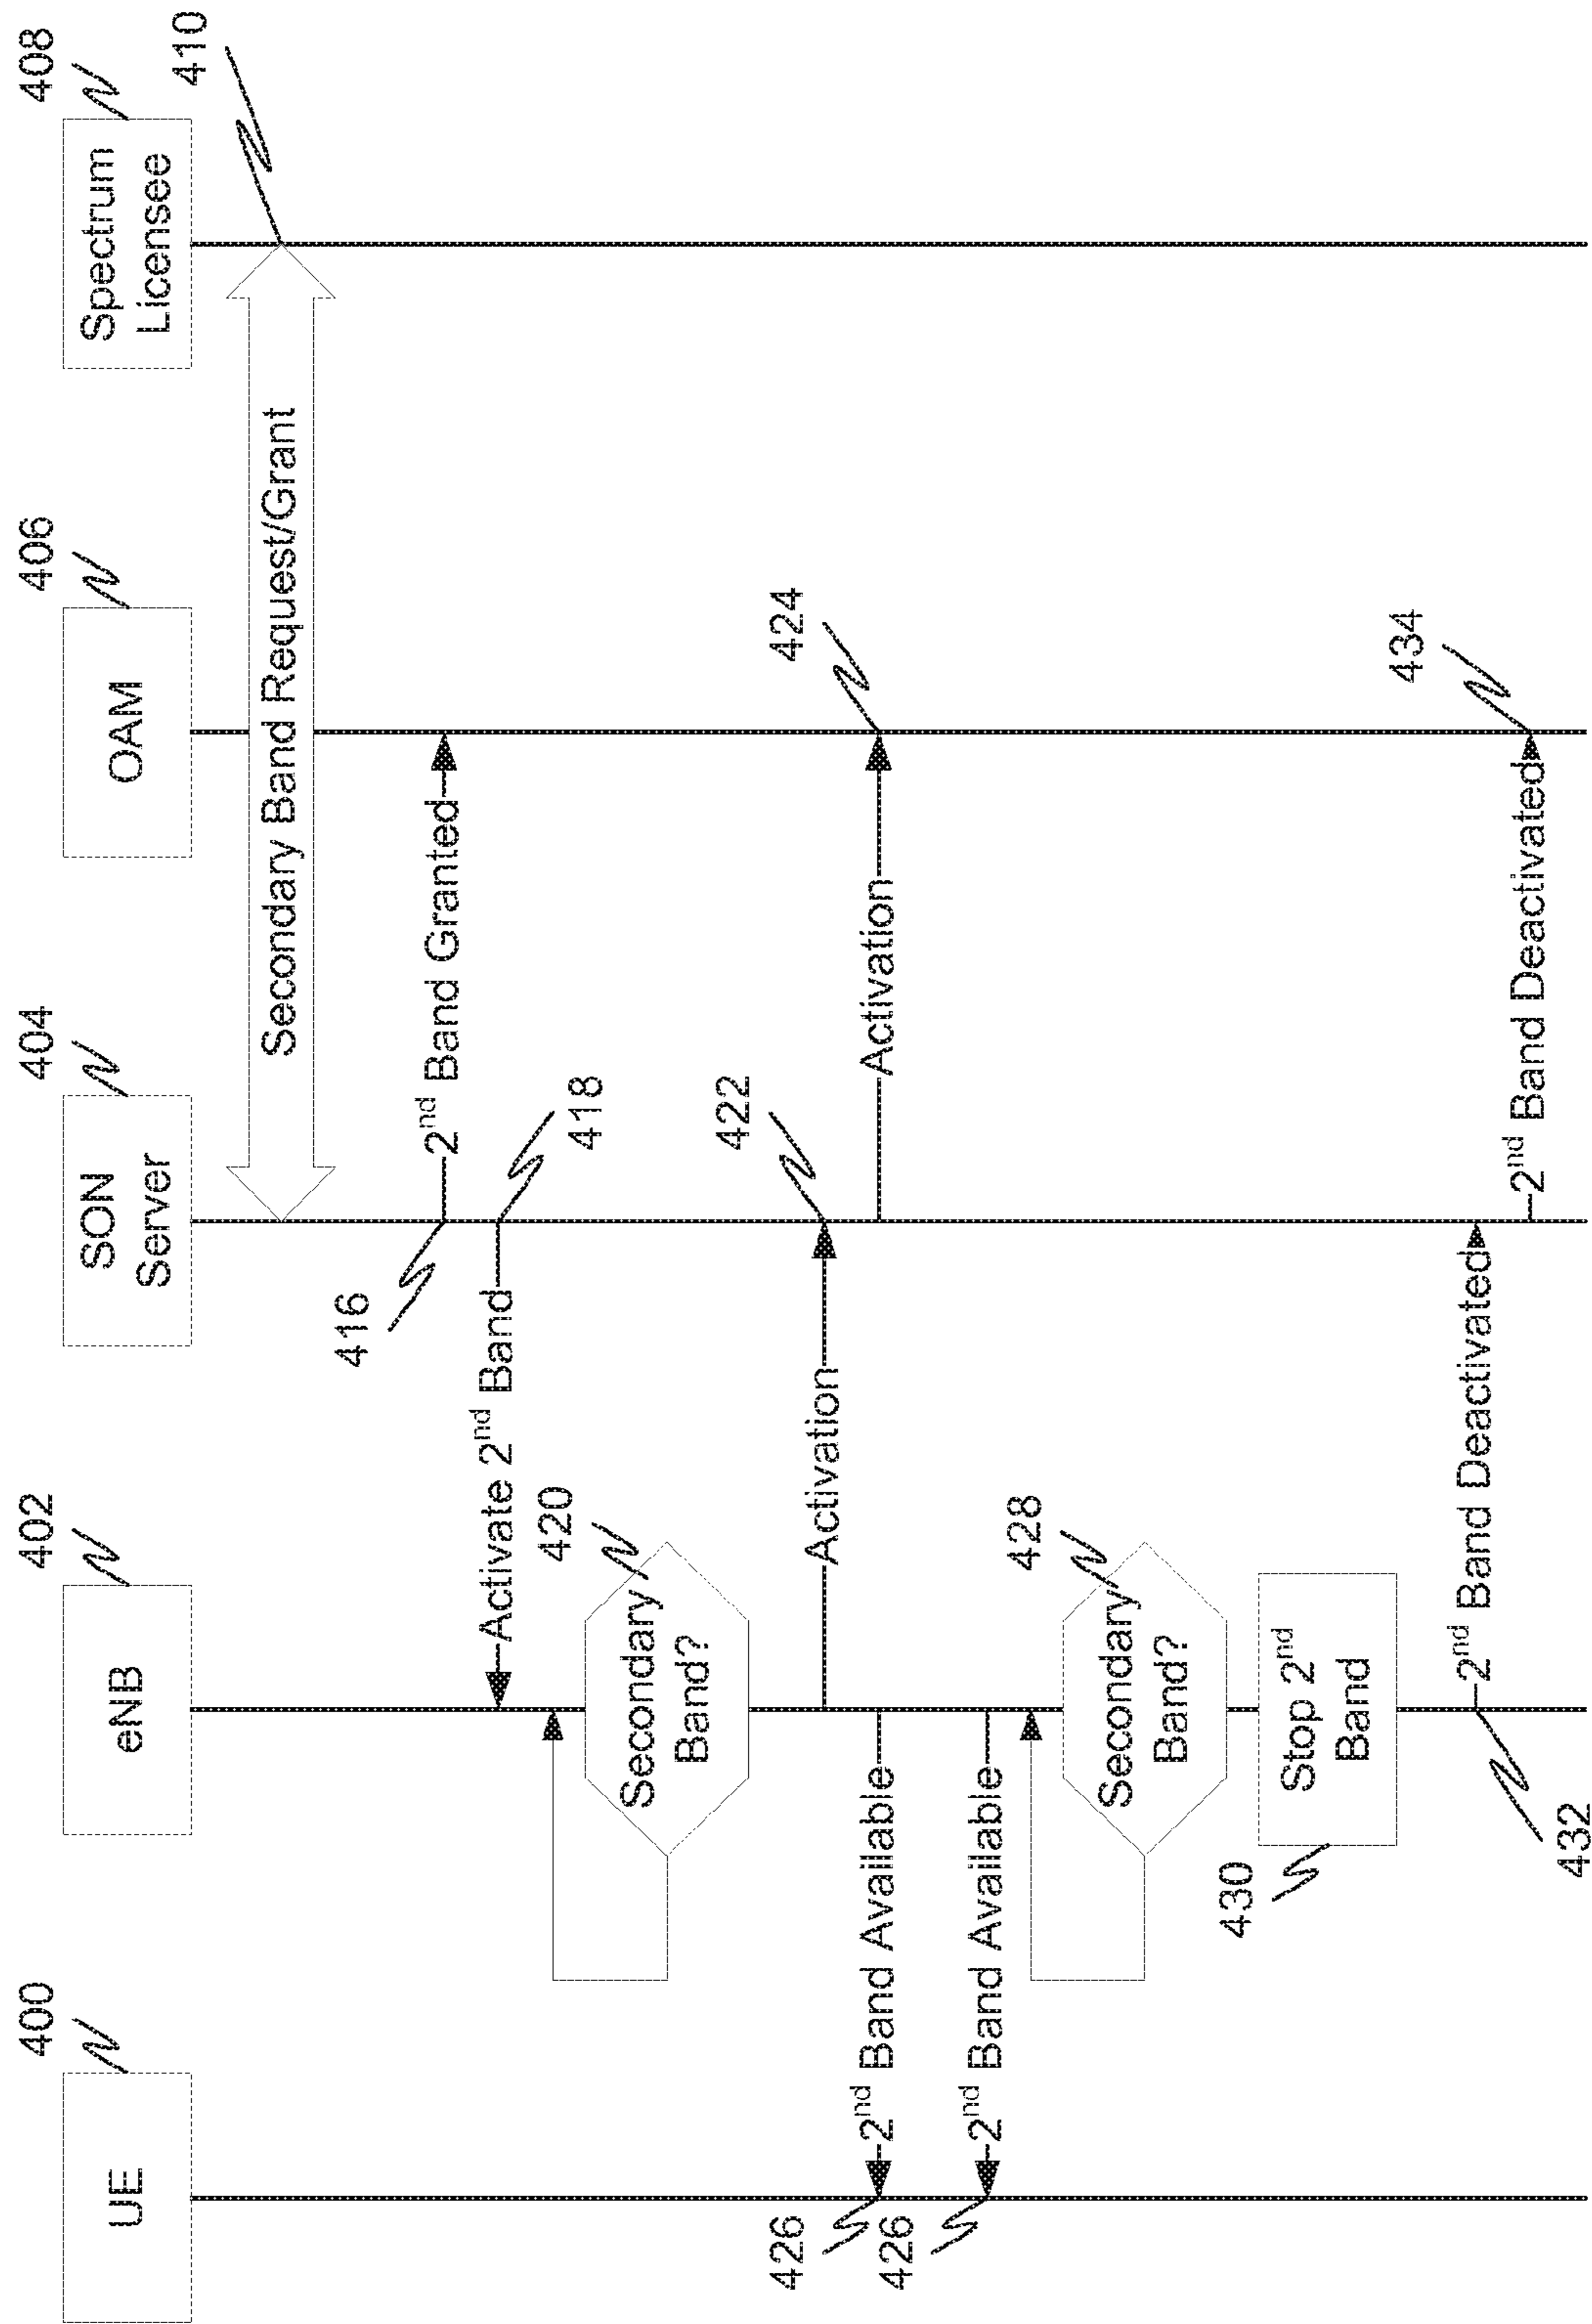 400
402
404
406
408
UE
eNB
SON
Server
OAM
Spectrum
Licensee
410
Secondary Band Request/Grant
416
2nd Band Granted
418
Activate 2nd Band
420
Secondary
Band?
422
Activation
424
Activation
426
2nd Band Available
426
2nd Band Available
428
Secondary
Band?
430
Stop 2nd
Band
432
2nd Band Deactivated
434
2nd Band Deactivated